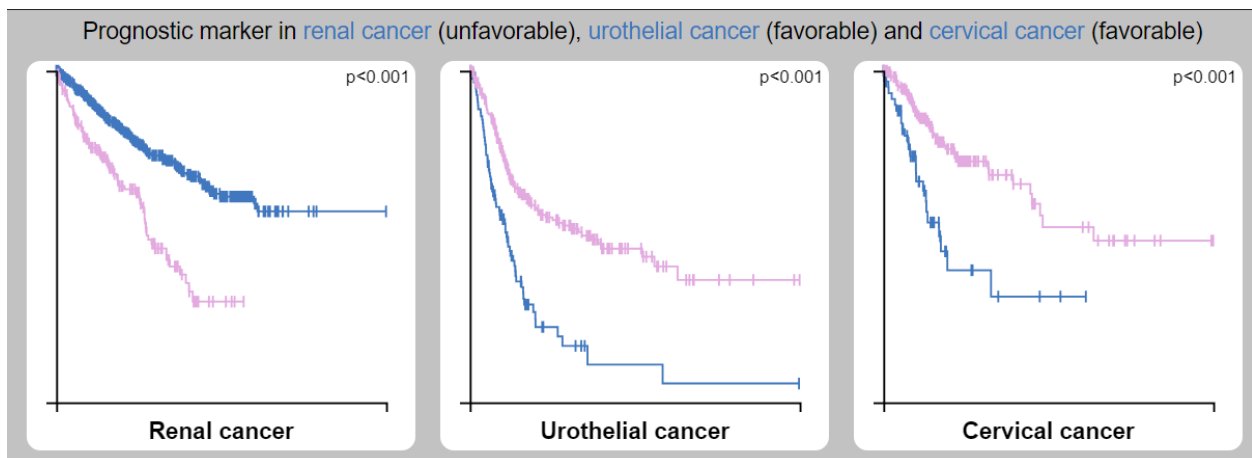 Prognostic marker in renal cancer (unfavorable), urothelial cancer (favorable) and cervical cancer (favorable)
p<0.001
Renal cancer
p<0.001
Urothelial cancer
p<0.001
Cervical cancer